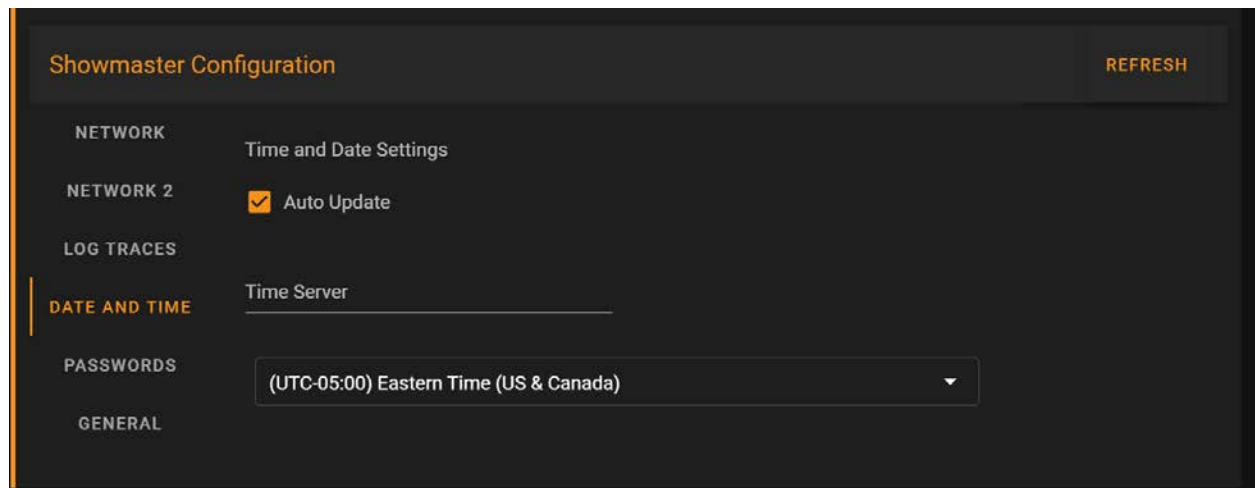 Showmaster Configuration
REFRESH
NETWORK
NETWORK 2
LOG TRACES
DATE AND TIME
PASSWORDS
GENERAL
Time and Date Settings
Auto Update
Time Server
(UTC-05:00) Eastern Time (US & Canada)